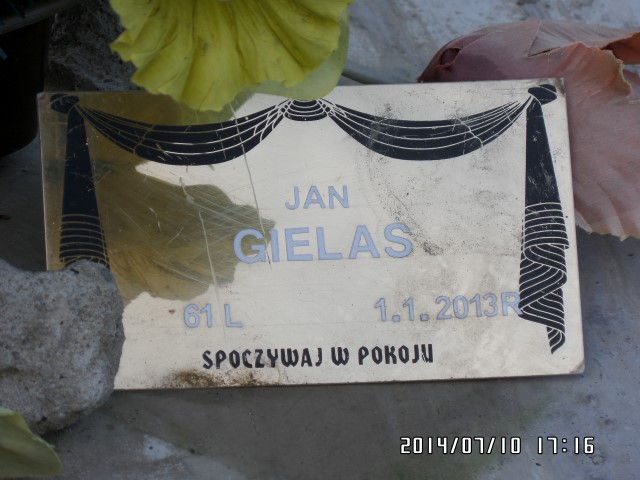 JAN
GIELAS
61 L 1.1.2013R
SPOCZYWAJ W POKOJU
2014/07/10 17:16